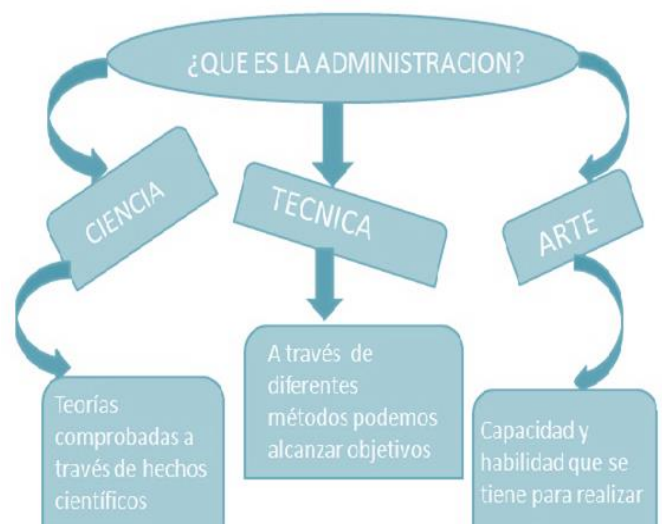 ¿QUE ES LA ADMINISTRACION?
CIENCIA
TECNICA
ARTE
Teorías
comprobadas a
través de hechos
científicos
A través de
diferentes
métodos podemos
alcanzar objetivos
Capacidad y
habilidad que se
tiene para realizar